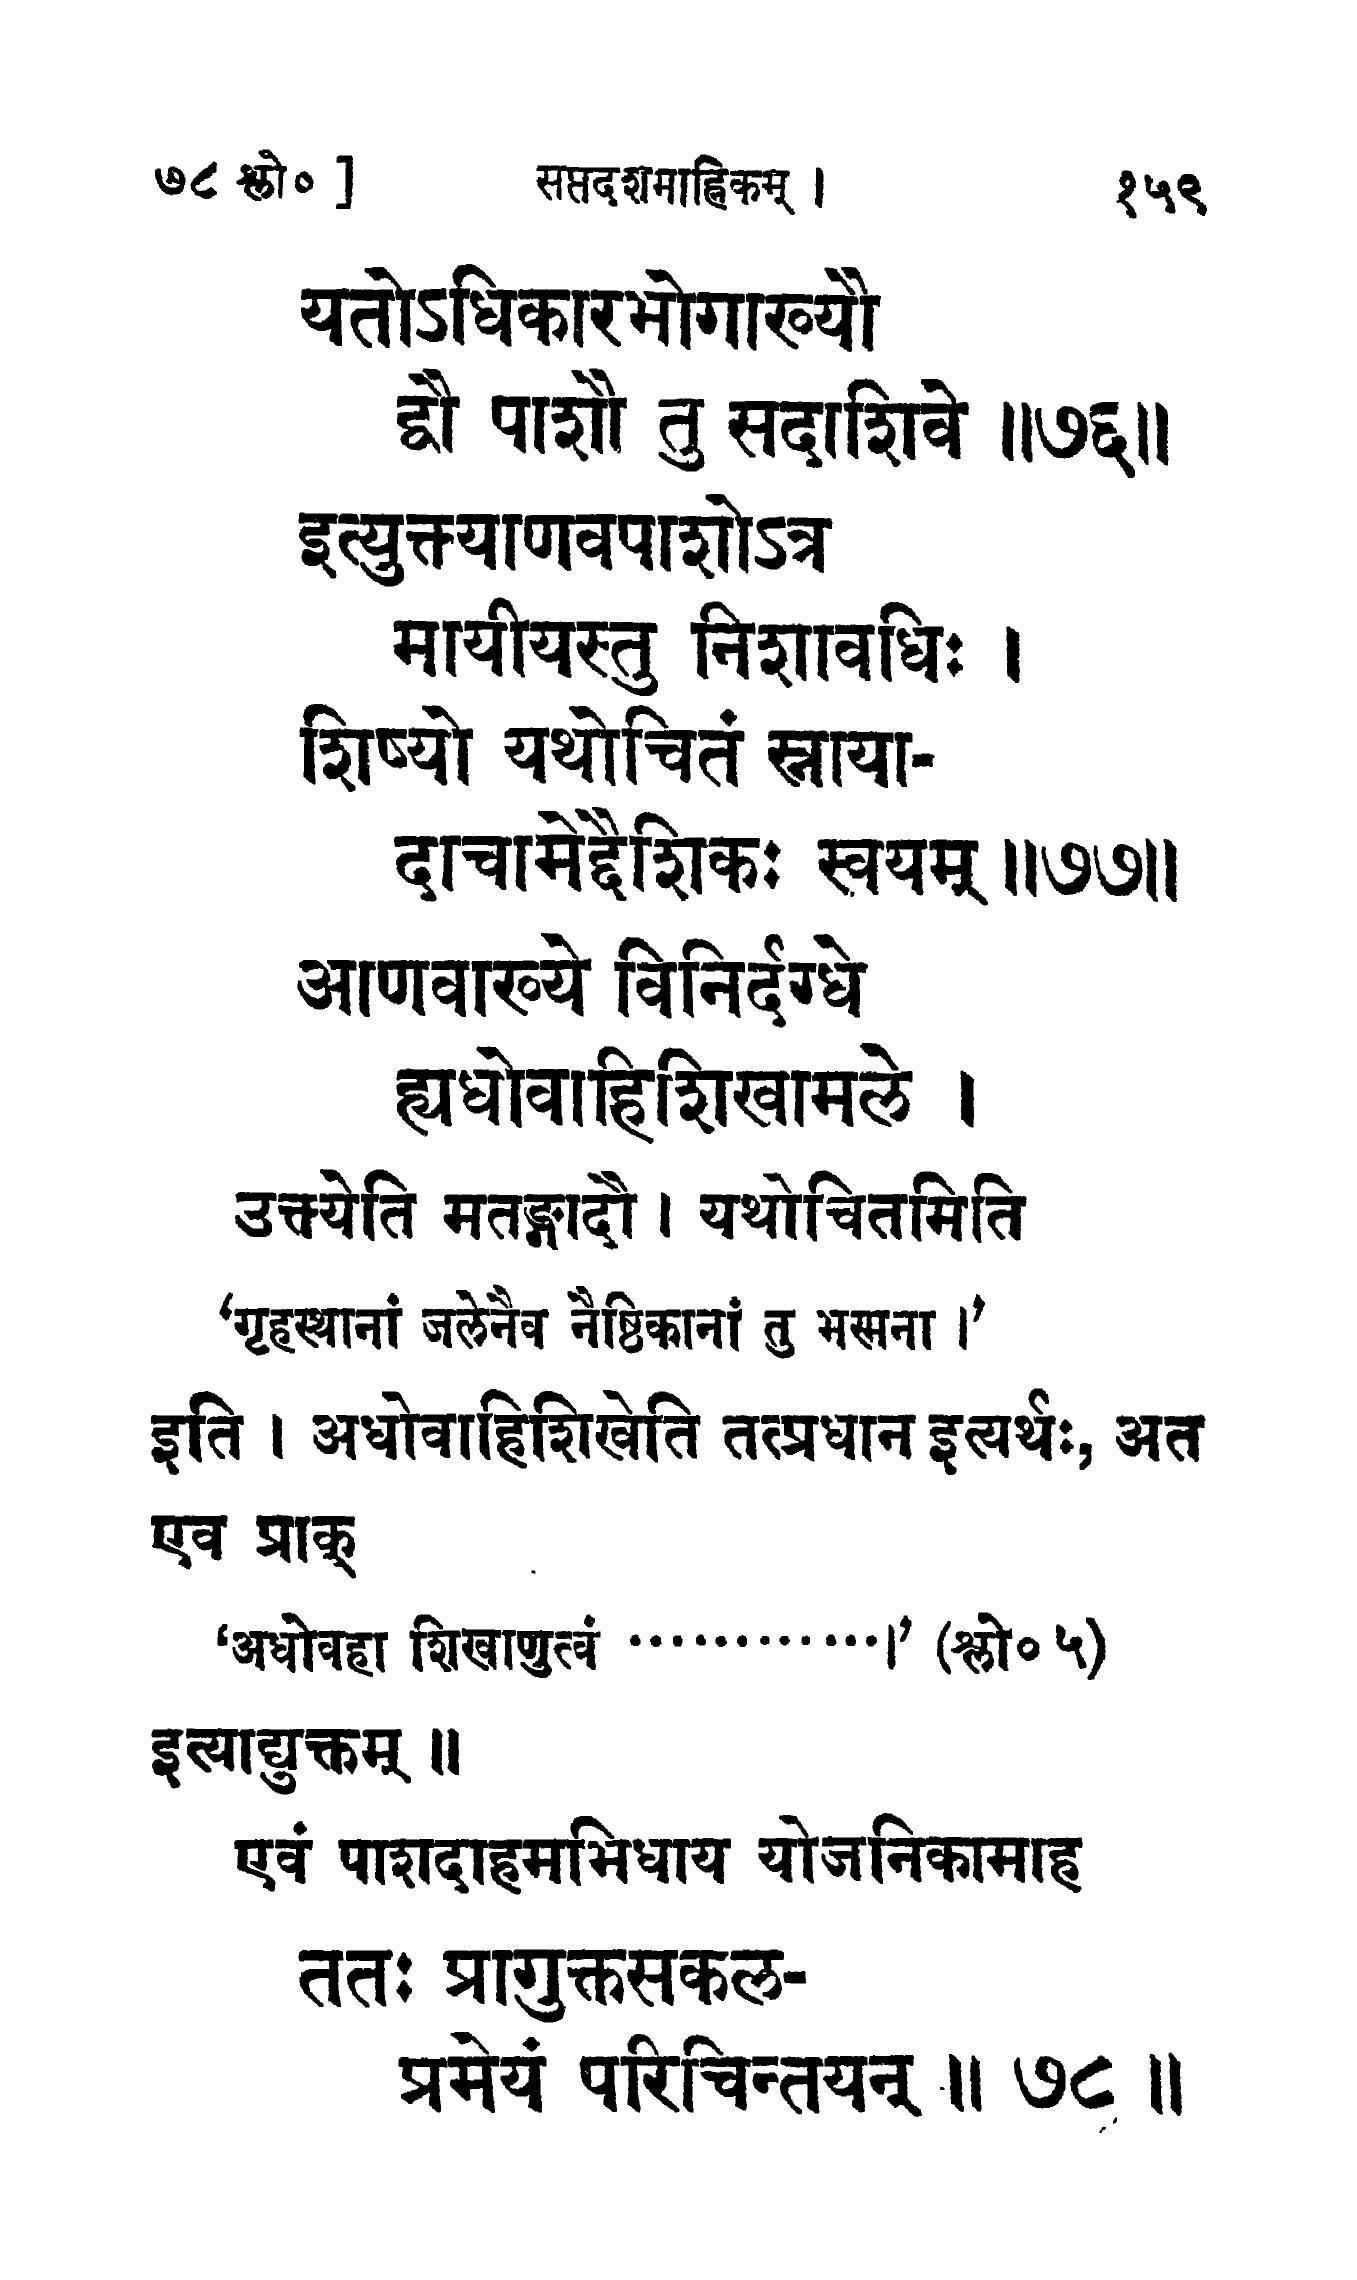 ७८ श्लो० ]	सप्तदशमाह्निकम् ।	१५९
यतोऽधिकारभोगाख्यौ
द्वौ पाशौ तु सदाशिवे ॥७६॥
इत्युक्त्याणवपाशोऽत्र
मायीयस्तु निशावधिः ।
शिष्यो यथोचितं स्नाया-
दाचामेद्दैशिकः स्वयम् ॥७७॥
आणवाख्ये विनिर्दग्धे
ह्यधोवाहिशिखामले ।
उक्त्येति मतङ्गादौ । यथोचितमिति
‘गृहस्थानां जलेनैव नैष्ठिकानां तु भस्मना ।’
इति । अधोवाहिशिखेति तत्प्रधान इत्यर्थः, अत
एव प्राक्
‘अधोवहा शिखाणुत्वं ············।’ (श्लो० ५)
इत्याद्युक्तम् ॥
एवं पाशदाहमभिधाय योजनिकामाह
ततः प्रागुक्तसकल-
प्रमेयं परिचिन्तयन् ॥ ७८ ॥